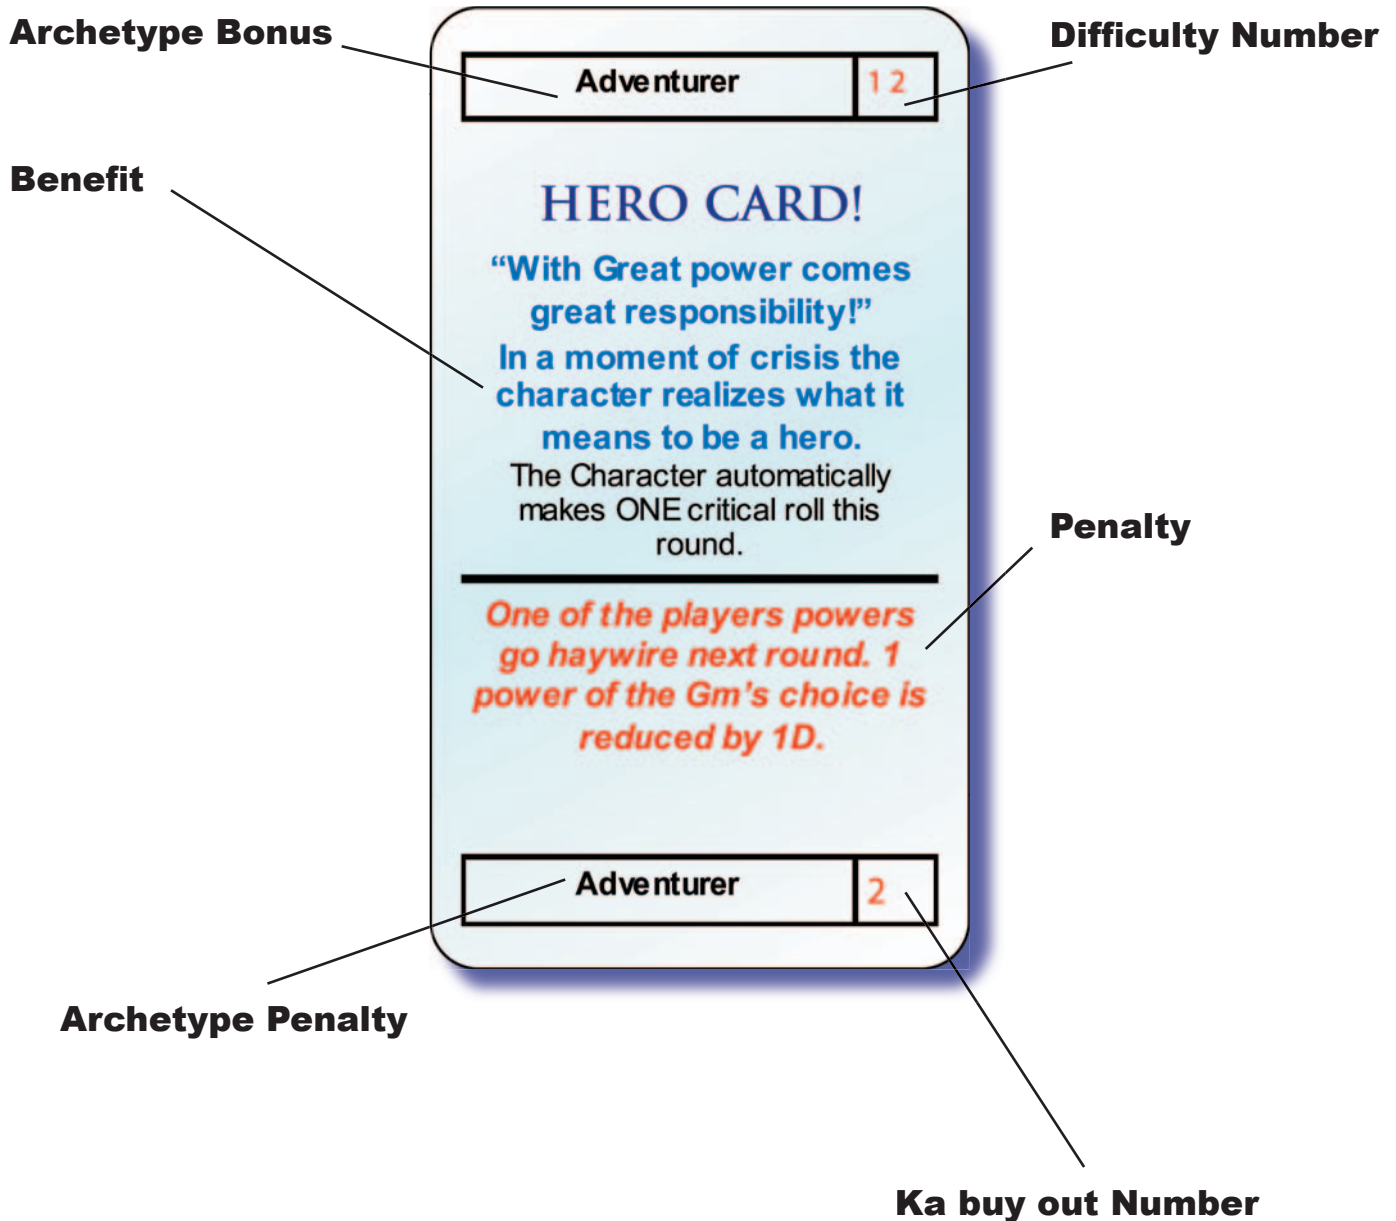 Archetype Bonus
Difficulty Number
Adventurer
12
Benefit
HERO CARD!
“With Great power comes
great responsibility!”
In a moment of crisis the
character realizes what it
means to be a hero.
The Character automatically
makes ONE critical roll this
round.
Penalty
One of the players powers
go haywire next round. 1
power of the Gm’s choice is
reduced by 1D.
Adventurer
2
Archetype Penalty
Ka buy out Number